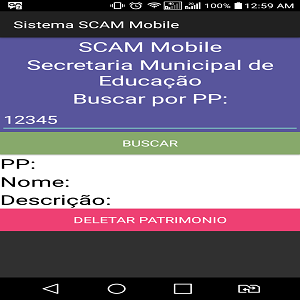 100% 12:59 AM
Sistema SCAM Mobile
SCAM Mobile
Secretaria Municipal de
Educação
Buscar por PP:
12345
BUSCAR
PP:
Nome:
Descrição:
DELETAR PATRIMONIO